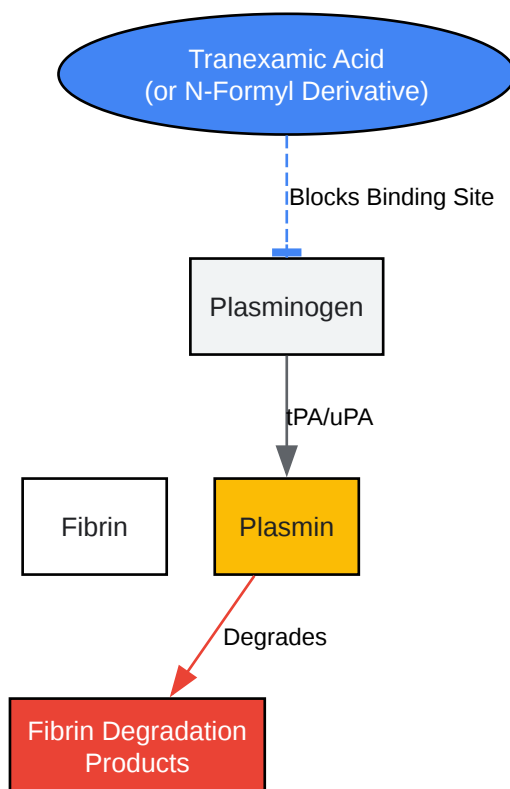 Tranexamic Acid
(or N-Formyl Derivative)
Blocks Binding Site
Plasminogen
tPA/uPA
Fibrin
Plasmin
Degrades
Fibrin Degradation
Products